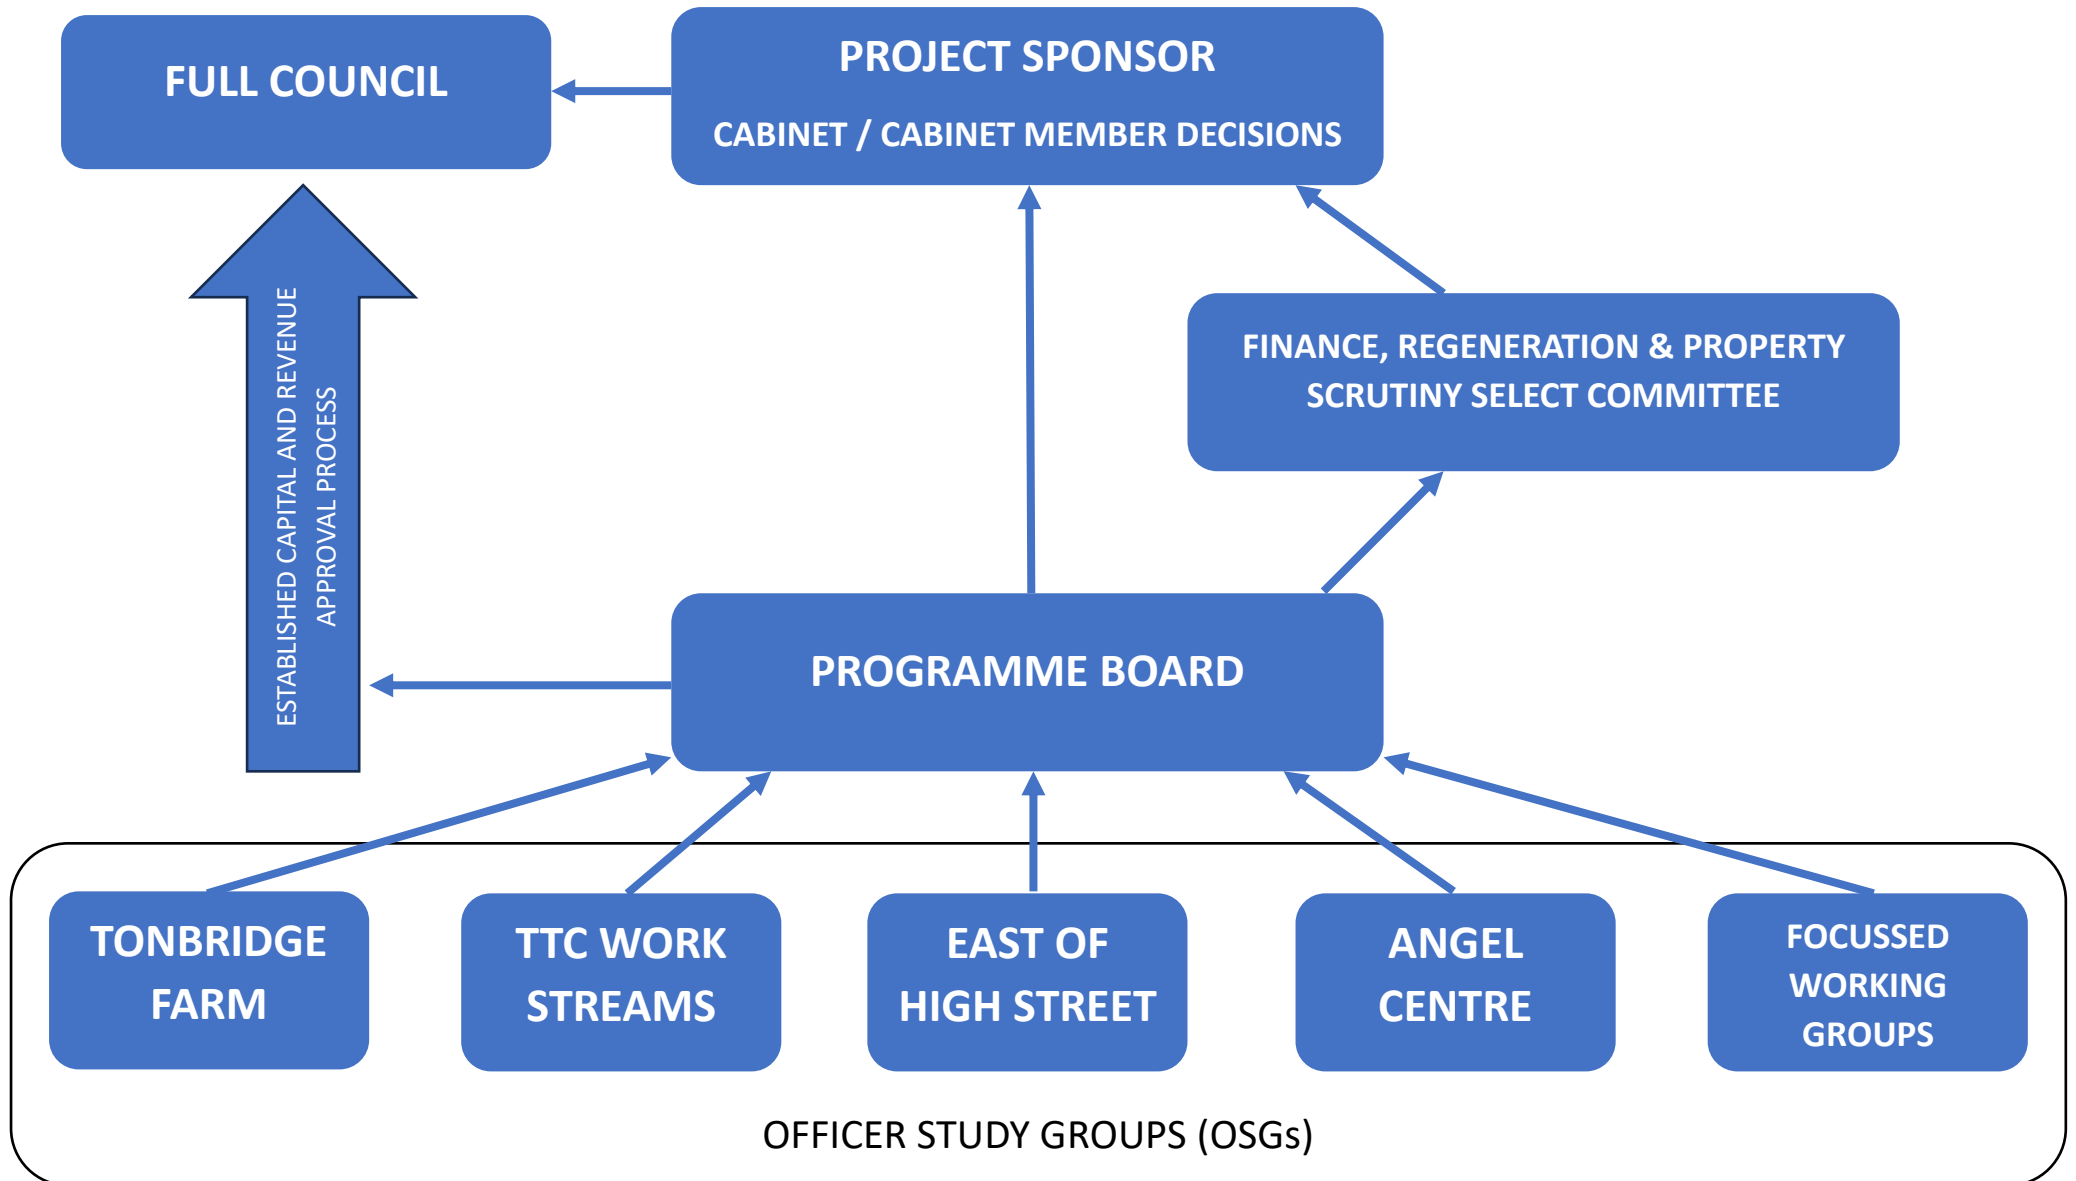 FULL COUNCIL
PROJECT SPONSOR
CABINET / CABINET MEMBER DECISIONS
ESTABLISHED CAPITAL AND REVENUE
APPROVAL PROCESS
FINANCE, REGENERATION & PROPERTY
SCRUTINY SELECT COMMITTEE
PROGRAMME BOARD
TONBRIDGE
FARM
TTC WORK
STREAMS
EAST OF
HIGH STREET
ANGEL
CENTRE
FOCUSSED
WORKING
GROUPS
OFFICER STUDY GROUPS (OSGs)